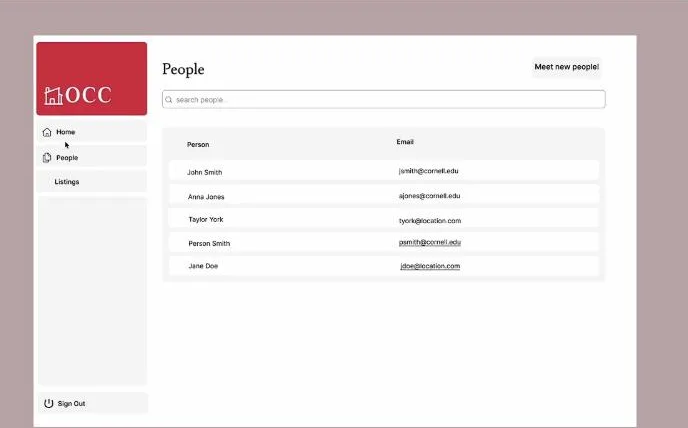 OCC
Home
People
Listings
Sign Out
People
Meet new people!
search people..
Person Email
John Smith jsmith@cornell.edu
Anna Jones ajones@cornell.edu
Taylor York tyork@location.com
Person Smith psmith@cornell.edu
Jane Doe jdoe@location.com